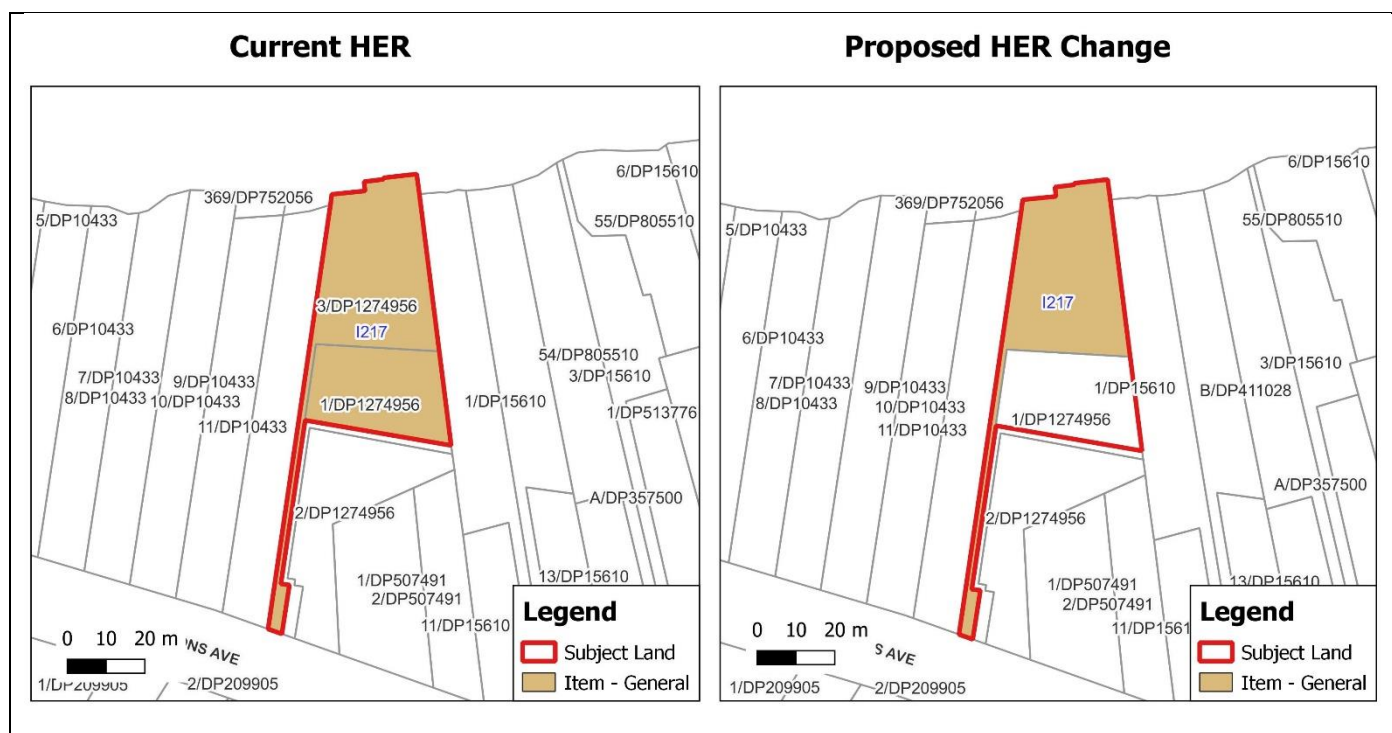 Current HER
Proposed HER Change
6/DP15610
369/DP752056
5/DP10433
55/DP805510
3/DP1274956
I217
6/DP10433
54/DP805510
7/DP10433
9/DP10433
3/DP15610
8/DP10433
10/DP10433
1/DP1274956
1/DP15610
1/DP513776
11/DP10433
A/DP357500
2/DP1274956
1/DP507491
13/DP15610
2/DP507491
11/DP15610
Legend
0 10 20 m
NS AVE
Subject Land
1/DP209905
2/DP209905
Item - General
6/DP15610
369/DP752056
5/DP10433
55/DP805510
I217
6/DP10433
7/DP10433
9/DP10433
3/DP15610
8/DP10433
10/DP10433
1/DP15610
B/DP411028
11/DP10433
1/DP1274956
A/DP357500
2/DP1274956
1/DP507491
13/DP15610
2/DP507491
11/DP1561
Legend
0 10 20 m
S AVE
Subject Land
1/DP209905
2/DP209905
Item - General